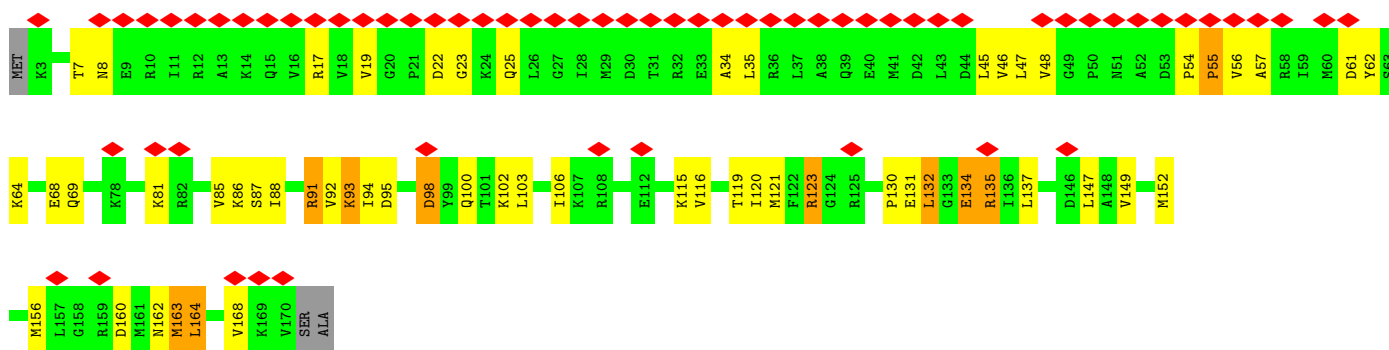 MET K3 T7 N8 E9 R10 I11 R12 A13 K14 Q15 V16 R17 V18 V19 G20 P21 D22 G23 K24 Q25 L26 G27 I28 M29 D30 T31 R32 E33 A34 L35 R36 L37 A38 Q39 E40 M41 D42 L43 D44 L45 V46 L47 V48 G49 P50 N51 A52 D53 P54 P55 V56 A57 R58 I59 M60 D61 Y62 S63
K64 E68 Q69 K78 K81 R82 V85 K86 S87 I88 R91 V92 K93 I94 D95 D98 Y99 Q100 T101 K102 L103 I106 K107 R108 E112 K115 V116 T119 I120 M121 F122 R123 G124 R125 P130 E131 L132 G133 E134 R135 I136 L137 D146 L147 A148 V149 M152
M156 L157 G158 R159 D160 M161 N162 M163 L164 V168 K169 V170 SER ALA